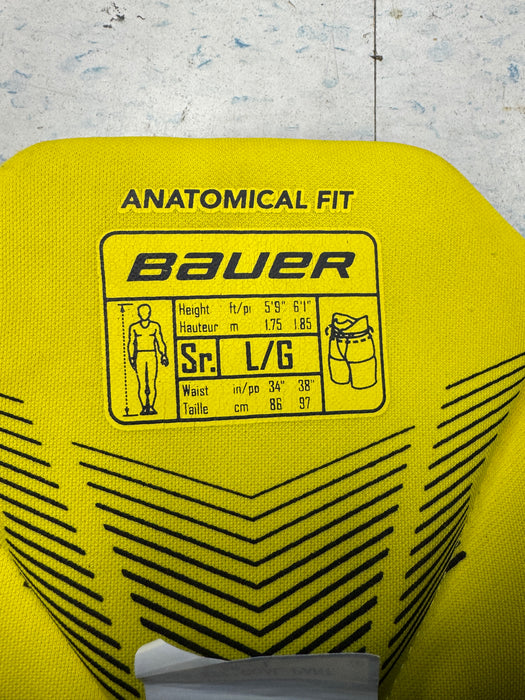 ANATOMICAL FIT
BAUER
Height ft/pi 5'9" 6'1"
Hauteur m 1.75 1.85
Sr. L/G
Waist in/po 34" 38"
Taille cm 86 97